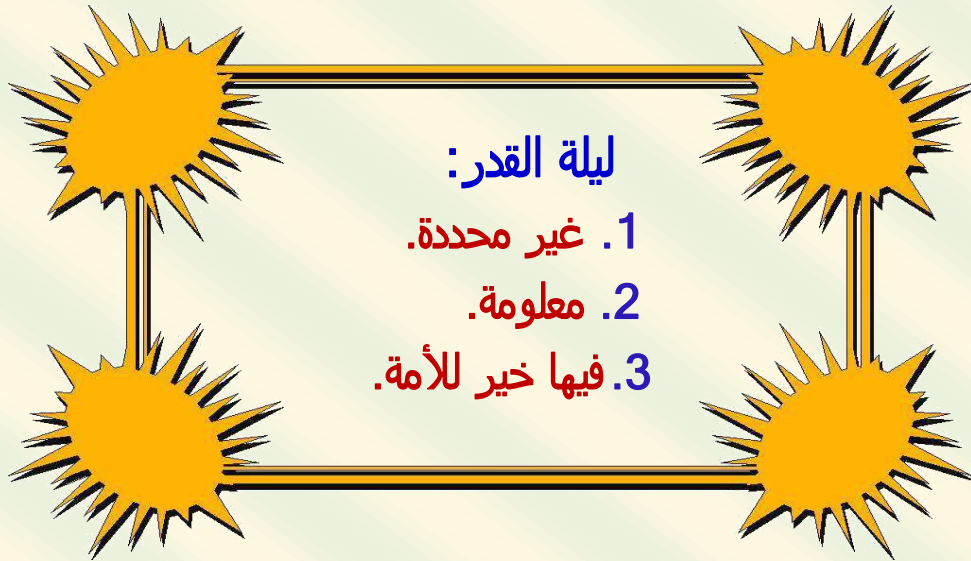 ليلة القدر:
1. غير محددة.
2. معلومة.
3. فيها خير للأمة.